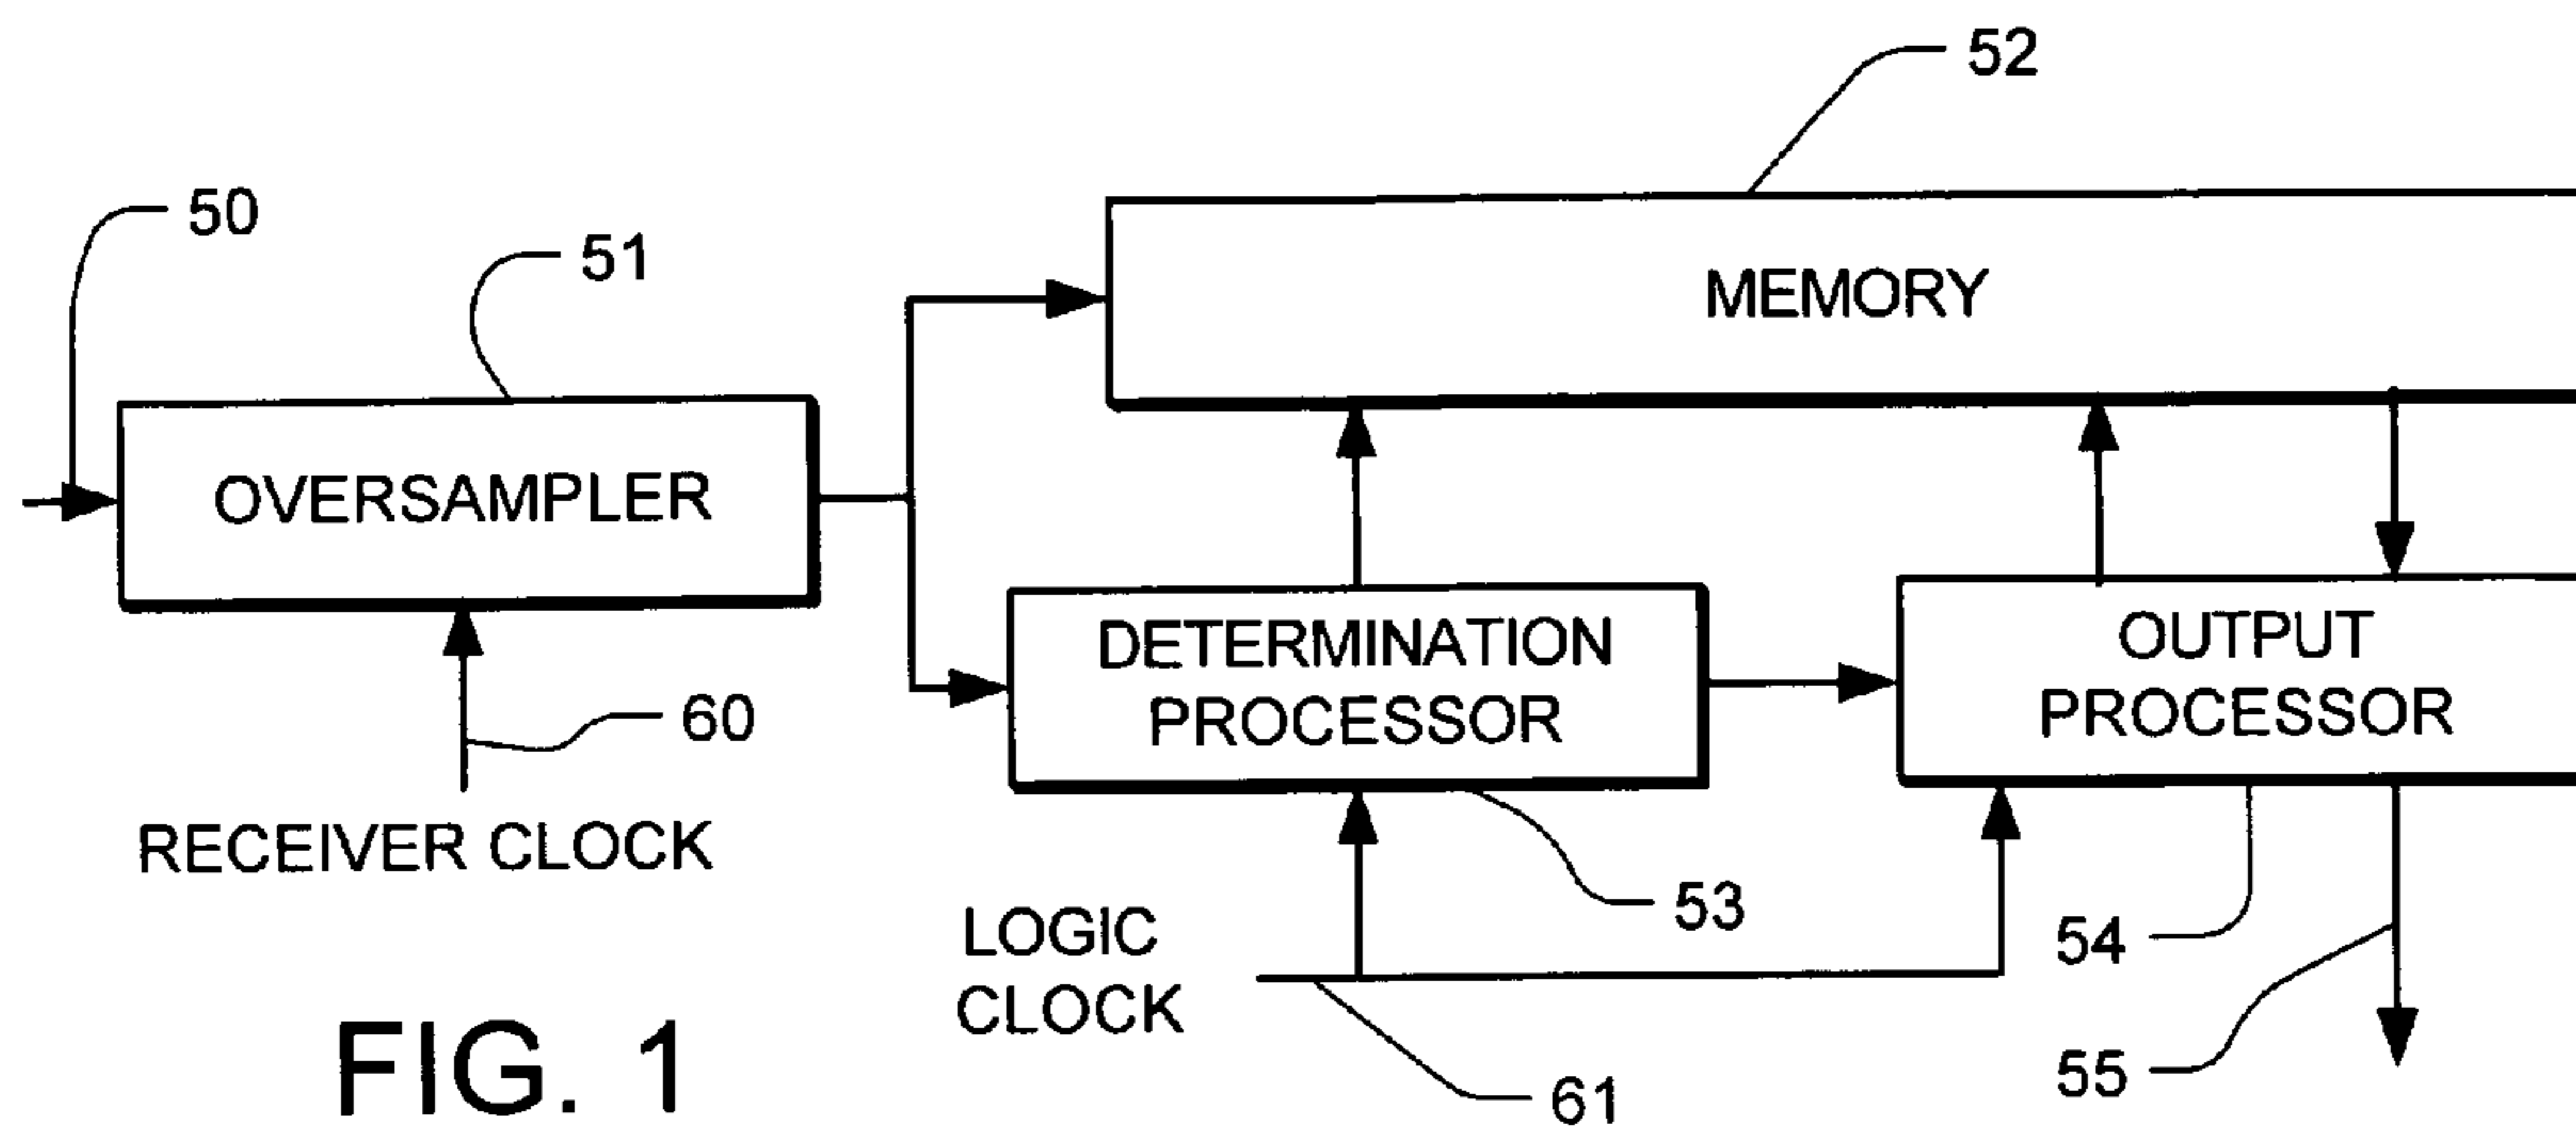 52
50
51
MEMORY
OVERSAMPLER
DETERMINATION
PROCESSOR
OUTPUT
PROCESSOR
60
RECEIVER CLOCK
53
LOGIC
CLOCK
54
55
61
FIG. 1